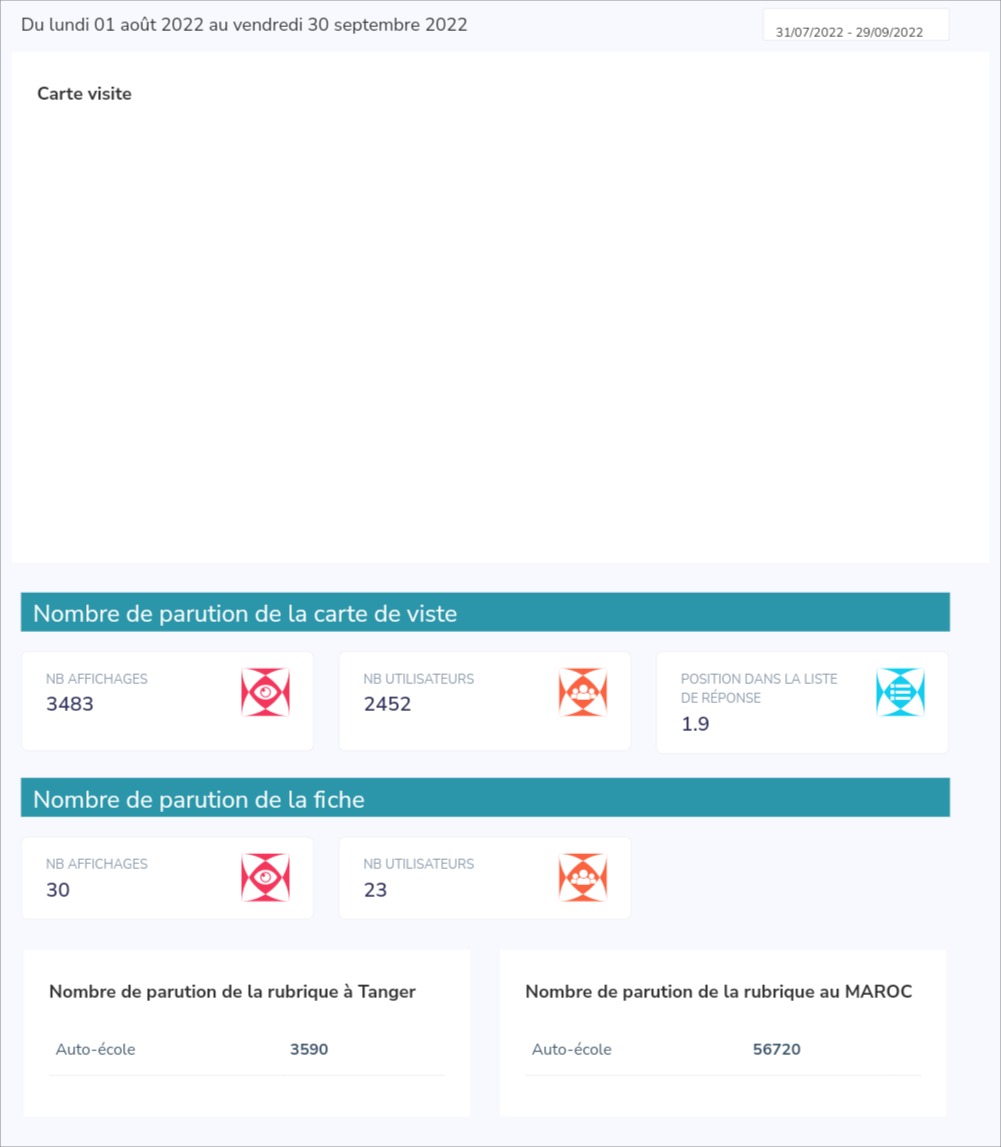 Du lundi 01 août 2022 au vendredi 30 septembre 2022
31/07/2022 - 29/09/2022
Carte visite
Nombre de parution de la carte de viste
NB AFFICHAGES
3483
NB UTILISATEURS
2452
POSITION DANS LA LISTE
DE RÉPONSE
1.9
Nombre de parution de la fiche
NB AFFICHAGES
30
NB UTILISATEURS
23
Nombre de parution de la rubrique à Tanger
Auto-école 3590
Nombre de parution de la rubrique au MAROC
Auto-école 56720